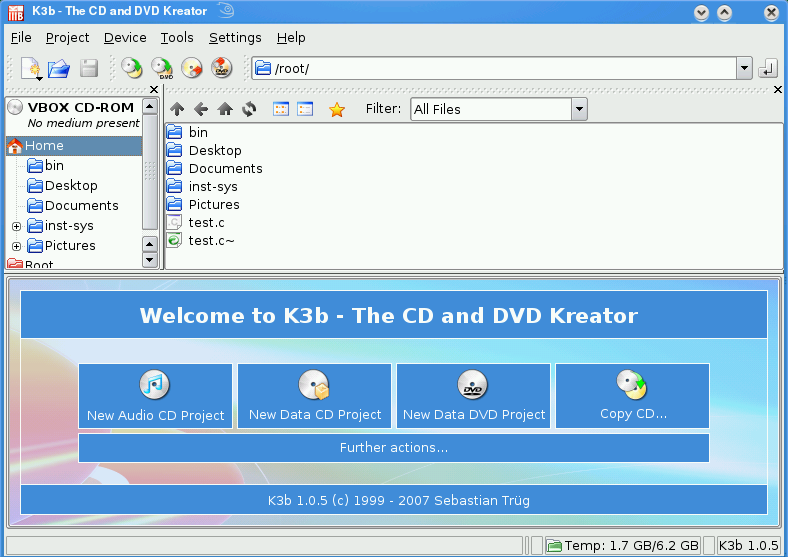 K3b - The CD and DVD Kreator
File Project Device Tools Settings Help
DVD DVD
/root/
VBOX CD-ROM
No medium present
Home
bin
Desktop
Documents
inst-sys
Pictures
Root
Filter: All Files
bin
Desktop
Documents
inst-sys
Pictures
test.c
test.c~
Welcome to K3b - The CD and DVD Kreator
DVD
New Audio CD Project New Data CD Project New Data DVD Project Copy CD...
Further actions...
K3b 1.0.5 (c) 1999 - 2007 Sebastian Trüg
Temp: 1.7 GB/6.2 GB K3b 1.0.5